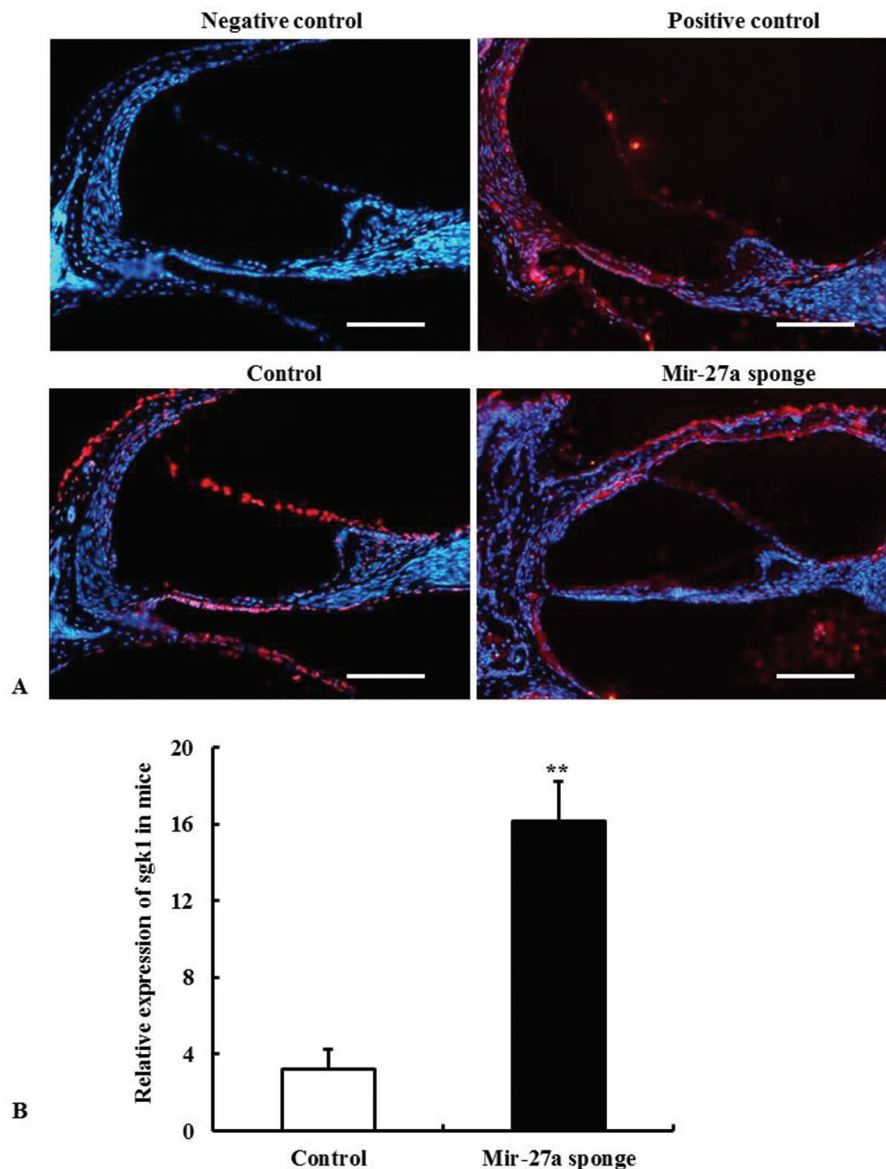 Negative control
Positive control
Control
Mir-27a sponge
A
20
16
12
8
4
0
Relative expression of sgk1 in mice
**
Control
Mir-27a sponge
B